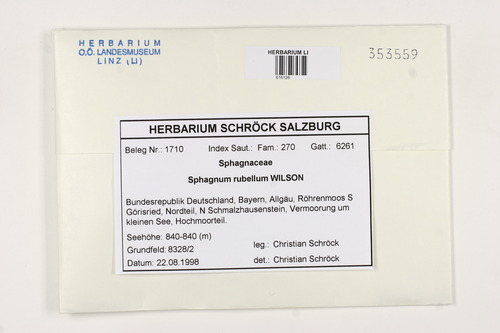 HERBARIUM
O.Ö. LANDESMUSEUM
LINZ (LI)
HERBARIUM LI
010126
353559
HERBARIUM SCHRÖCK SALZBURG
Beleg Nr.: 1710 Index Saut.: Fam.: 270 Gatt.: 6261
Sphagnaceae
Sphagnum rubellum WILSON
Bundesrepublik Deutschland, Bayern, Allgäu, Röhrenmoos S
Görisried, Nordteil, N Schmalzhausenstein, Vermoorung um
kleinen See, Hochmoorteil.
Seehöhe: 840-840 (m)
Grundfeld: 8328/2 leg.: Christian Schröck
Datum: 22.08.1998 det.: Christian Schröck